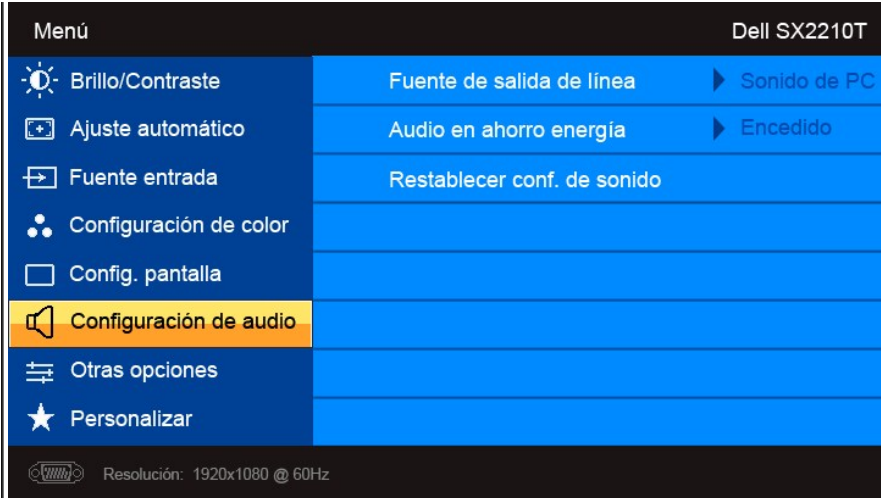 Menú Dell SX2210T
Brillo/Contraste Fuente de salida de línea Sonido de PC
Ajuste automático Audio en ahorro energía Encedido
Fuente entrada Restablecer conf. de sonido
Configuración de color
Config. pantalla
Configuración de audio
Otras opciones
Personalizar
Resolución: 1920x1080 @ 60Hz